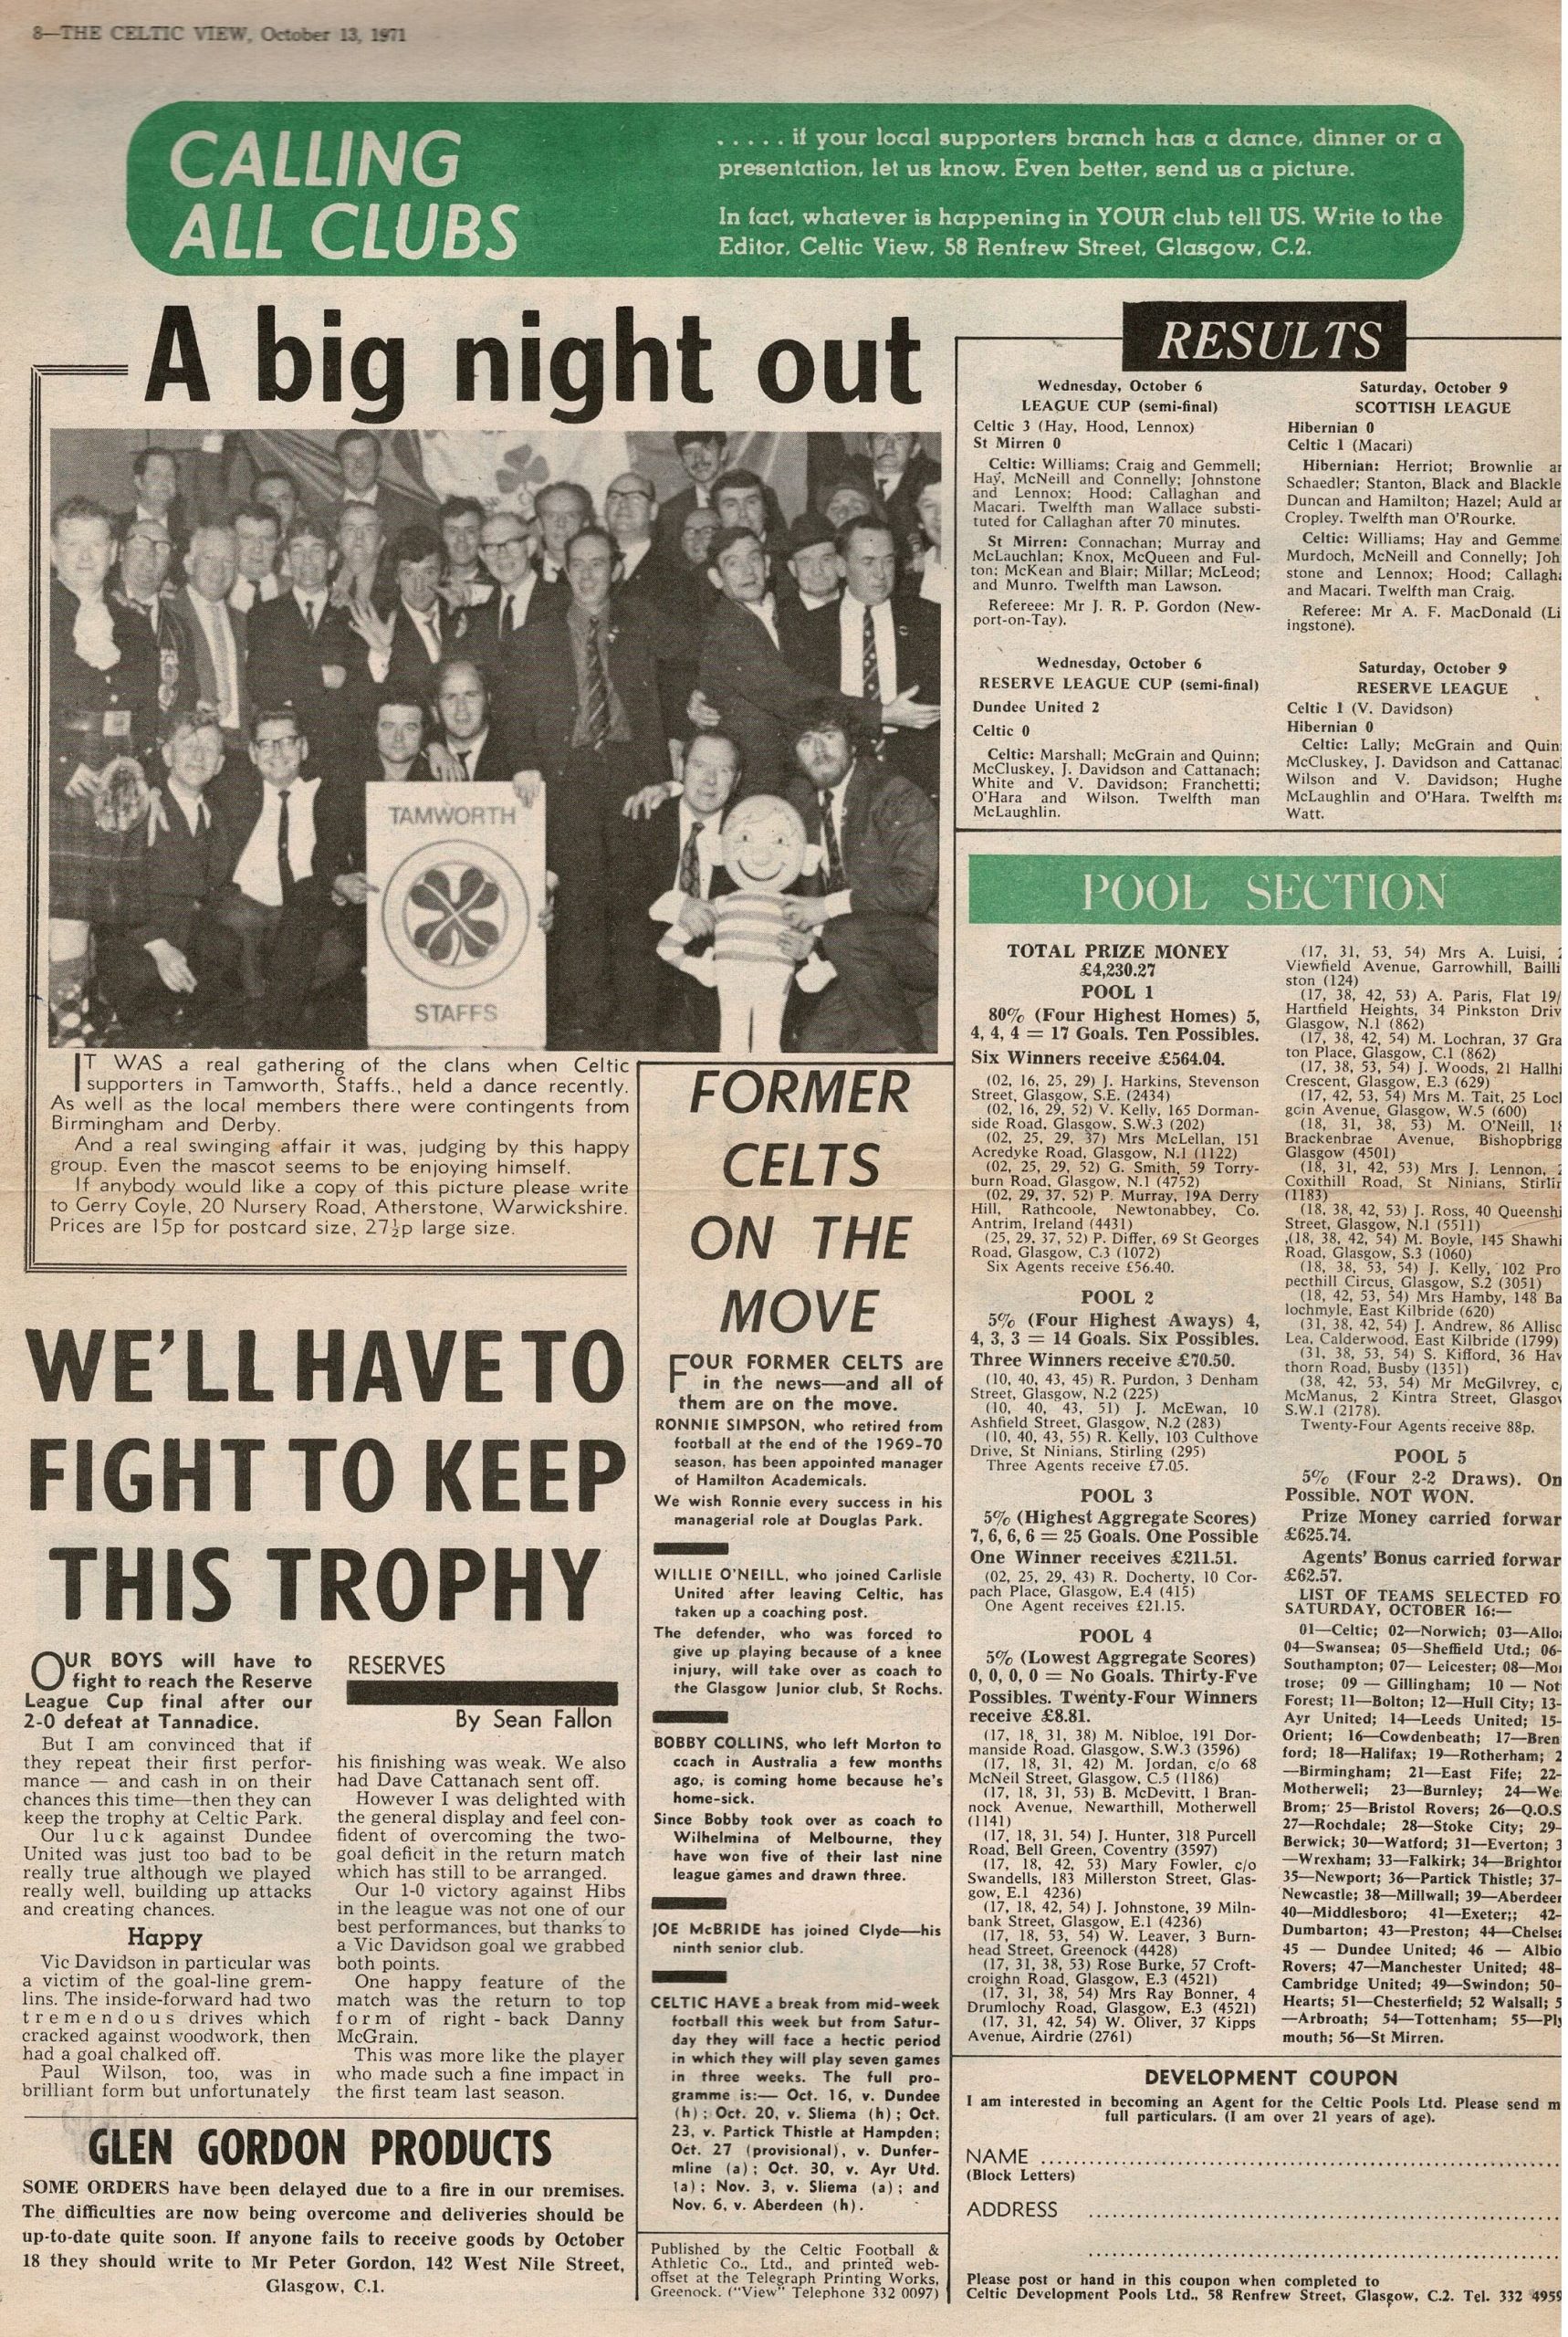 8—THE CELTIC VIEW, October 13, 1971
CALLING
ALL CLUBS
. . . . . if your local supporters branch has a dance, dinner or a
presentation, let us know. Even better, send us a picture.
In fact, whatever is happening in YOUR club tell US. Write to the
Editor, Celtic View, 58 Renfrew Street, Glasgow, C.2.
A big night out
TAMWORTH
STAFFS
IT WAS a real gathering of the clans when Celtic
supporters in Tamworth, Staffs., held a dance recently.
As well as the local members there were contingents from
Birmingham and Derby.
And a real swinging affair it was, judging by this happy
group. Even the mascot seems to be enjoying himself.
If anybody would like a copy of this picture please write
to Gerry Coyle, 20 Nursery Road, Atherstone, Warwickshire.
Prices are 15p for postcard size, 27½p large size.
WE'LL HAVE TO
FIGHT TO KEEP
THIS TROPHY
OUR BOYS will have to
fight to reach the Reserve
League Cup final after our
2-0 defeat at Tannadice.
But I am convinced that if
they repeat their first perfor-
mance — and cash in on their
chances this time—then they can
keep the trophy at Celtic Park.
Our luck against Dundee
United was just too bad to be
really true although we played
really well, building up attacks
and creating chances.
Happy
Vic Davidson in particular was
a victim of the goal-line grem-
lins. The inside-forward had two
tremendous drives which
cracked against woodwork, then
had a goal chalked off.
Paul Wilson, too, was in
brilliant form but unfortunately
RESERVES
By Sean Fallon
his finishing was weak. We also
had Dave Cattanach sent off.
However I was delighted with
the general display and feel con-
fident of overcoming the two-
goal deficit in the return match
which has still to be arranged.
Our 1-0 victory against Hibs
in the league was not one of our
best performances, but thanks to
a Vic Davidson goal we grabbed
both points.
One happy feature of the
match was the return to top
form of right - back Danny
McGrain.
This was more like the player
who made such a fine impact in
the first team last season.
GLEN GORDON PRODUCTS
SOME ORDERS have been delayed due to a fire in our premises.
The difficulties are now being overcome and deliveries should be
up-to-date quite soon. If anyone fails to receive goods by October
18 they should write to Mr Peter Gordon, 142 West Nile Street,
Glasgow, C.1.
FORMER
CELTS
ON THE
MOVE
FOUR FORMER CELTS are
in the news—and all of
them are on the move.
RONNIE SIMPSON, who retired from
football at the end of the 1969-70
season, has been appointed manager
of Hamilton Academicals.
We wish Ronnie every success in his
managerial role at Douglas Park.
WILLIE O'NEILL, who joined Carlisle
United after leaving Celtic, has
taken up a coaching post.
The defender, who was forced to
give up playing because of a knee
injury, will take over as coach to
the Glasgow Junior club, St Rochs.
BOBBY COLLINS, who left Morton to
coach in Australia a few months
ago, is coming home because he's
home-sick.
Since Bobby took over as coach to
Wilhelmina of Melbourne, they
have won five of their last nine
league games and drawn three.
JOE McBRIDE has joined Clyde—his
ninth senior club.
CELTIC HAVE a break from mid-week
football this week but from Satur-
day they will face a hectic period
in which they will play seven games
in three weeks. The full pro-
gramme is:— Oct. 16, v. Dundee
(h); Oct. 20, v. Sliema (h); Oct.
23, v. Partick Thistle at Hampden;
Oct. 27 (provisional), v. Dunfer-
mline (a); Oct. 30, v. Ayr Utd.
(a); Nov. 3, v. Sliema (a); and
Nov. 6, v. Aberdeen (h).
Published by the Celtic Football &
Athletic Co., Ltd., and printed web-
offset at the Telegraph Printing Works,
Greenock. ("View" Telephone 332 0097)
RESULTS
Wednesday, October 6
LEAGUE CUP (semi-final)
Celtic 3 (Hay, Hood, Lennox)
St Mirren 0
Celtic: Williams; Craig and Gemmell;
Hay, McNeill and Connelly; Johnstone
and Lennox; Hood; Callaghan and
Macari. Twelfth man Wallace substi-
tuted for Callaghan after 70 minutes.
St Mirren: Connachan; Murray and
McLauchlan; Knox, McQueen and Ful-
ton; McKean and Blair; Millar; McLeod;
and Munro. Twelfth man Lawson.
Refereee: Mr J. R. P. Gordon (New-
port-on-Tay).
Wednesday, October 6
RESERVE LEAGUE CUP (semi-final)
Dundee United 2
Celtic 0
Celtic: Marshall; McGrain and Quinn;
McCluskey, J. Davidson and Cattanach;
White and V. Davidson; Franchetti;
O'Hara and Wilson. Twelfth man
McLaughlin.
Saturday, October 9
SCOTTISH LEAGUE
Hibernian 0
Celtic 1 (Macari)
Hibernian: Herriot; Brownlie
Schaedler; Stanton, Black and Blackle
Duncan and Hamilton; Hazel; Auld
Cropley. Twelfth man O'Rourke.
Celtic: Williams; Hay and Gemme
Murdoch, McNeill and Connelly; Joh
stone and Lennox; Hood; Callagh
and Macari. Twelfth man Craig.
Referee: Mr A. F. MacDonald (Li
ingstone).
Saturday, October 9
RESERVE LEAGUE
Celtic 1 (V. Davidson)
Hibernian 0
Celtic: Lally; McGrain and Quin
McCluskey, J. Davidson and Cattanac
Wilson and V. Davidson; Hughe
McLaughlin and O'Hara. Twelfth
Watt.
POOL SECTION
TOTAL PRIZE MONEY
£4,230.27
POOL 1
80% (Four Highest Homes) 5,
4, 4, 4 = 17 Goals. Ten Possibles.
Six Winners receive £564.04.
(02, 16, 25, 29) J. Harkins, Stevenson
Street, Glasgow, S.E. (2434)
(02, 16, 29, 52) V. Kelly, 165 Dorman-
side Road, Glasgow, S.W.3 (202)
(02, 25, 29, 37) Mrs McLellan, 151
Acredyke Road, Glasgow, N.1 (1122)
(02, 25, 29, 52) G. Smith, 59 Torry-
burn Road, Glasgow, N.1 (4752)
(02, 29, 37, 52) P. Murray, 19A Derry
Hill, Rathcoole, Newtonabbey, Co.
Antrim, Ireland (4431)
(25, 29, 37, 52) P. Differ, 69 St Georges
Road, Glasgow, C.3 (1072)
Six Agents receive £56.40.
POOL 2
5% (Four Highest Aways) 4,
4, 3, 3 = 14 Goals. Six Possibles.
Three Winners receive £70.50.
(10, 40, 43, 45) R. Purdon, 3 Denham
Street, Glasgow, N.2 (225)
(10, 40, 43, 51) J. McEwan, 10
Ashfield Street, Glasgow, N.2 (283)
(10, 40, 43, 55) R. Kelly, 103 Culthove
Drive, St Ninians, Stirling (295)
Three Agents receive £7.05.
POOL 3
5% (Highest Aggregate Scores)
7, 6, 6, 6 = 25 Goals. One Possible
One Winner receives £211.51.
(02, 25, 29, 43) R. Docherty, 10 Cor-
pach Place, Glasgow, E.4 (415)
One Agent receives £21.15.
POOL 4
5% (Lowest Aggregate Scores)
0, 0, 0, 0 = No Goals. Thirty-Fve
Possibles. Twenty-Four Winners
receive £8.81.
(17, 18, 31, 38) M. Nibloe, 191 Dor-
manside Road, Glasgow, S.W.3 (3596)
(17, 18, 31, 42) M. Jordan, c/o 68
McNeil Street, Glasgow, C.5 (1186)
(17, 18, 31, 53) B. McDevitt, 1 Bran-
nock Avenue, Newarthill, Motherwell
(1141)
(17, 18, 31, 54) J. Hunter, 318 Purcell
Road, Bell Green, Coventry (3597)
(17, 18, 42, 53) Mary Fowler, c/o
Swandells, 183 Millerston Street, Glas-
gow, E.1 4236)
(17, 18, 42, 54) J. Johnstone, 39 Miln-
bank Street, Glasgow, E.1 (4236)
(17, 18, 53, 54) W. Leaver, 3 Burn-
head Street, Greenock (4428)
(17, 31, 38, 53) Rose Burke, 57 Croft-
croighn Road, Glasgow, E.3 (4521)
(17, 31, 38, 54) Mrs Ray Bonner, 4
Drumlochy Road, Glasgow, E.3 (4521)
(17, 31, 42, 54) W. Oliver, 37 Kipps
Avenue, Airdrie (2761)
(17, 31, 53, 54) Mrs A. Luisi,
Viewfield Avenue, Garrowhill, Bailli
ston (124)
(17, 38, 42, 53) A. Paris, Flat 19/
Hartfield Heights, 34 Pinkston Driv
Glasgow, N.1 (862)
(17, 38, 42, 54) M. Lochran, 37 Gra
ton Place, Glasgow, C.1 (862)
(17, 38, 53, 54) J. Woods, 21 Hallhi
Crescent, Glasgow, E.3 (629)
(17, 42, 53, 54) Mrs M. Tait, 25 Loc
goin Avenue, Glasgow, W.5 (600)
(18, 31, 38, 53) M. O'Neill,
Brackenbrae Avenue, Bishopbrigg
Glasgow (4501)
(18, 31, 42, 53) Mrs J. Lennon,
Coxithill Road, St Ninians, Stirlin
(1183)
(18, 38, 42, 53) J. Ross, 40 Queenshi
Street, Glasgow, N.1 (5511)
(18, 38, 42, 54) M. Boyle, 145 Shawhi
Road, Glasgow, S.3 (1060)
(18, 38, 53, 54) J. Kelly, 102 Pro
pecthill Circus, Glasgow, S.2 (3051)
(18, 42, 53, 54) Mrs Hamby, 148 Ba
lochmyle, East Kilbride (620)
(31, 38, 42, 54) J. Andrew, 86 Alliso
Lea, Calderwood, East Kilbride (1799)
(31, 38, 53, 54) S. Kifford, 36 Haw
thorn Road, Busby (1351)
(38, 42, 53, 54) Mr McGilvrey, c/
McManus, 2 Kintra Street, Glasgow
S.W.1 (2178).
Twenty-Four Agents receive 88p.
POOL 5
5% (Four 2-2 Draws). On
Possible. NOT WON.
Prize Money carried forwar
£625.74.
Agents' Bonus carried forwar
£62.57.
LIST OF TEAMS SELECTED FO
SATURDAY, OCTOBER 16:—
01—Celtic; 02—Norwich; 03—Alloa
04—Swansea; 05—Sheffield Utd.; 06—
Southampton; 07— Leicester; 08—Mon
trose; 09 — Gillingham; 10 — Not
Forest; 11—Bolton; 12—Hull City; 13—
Ayr United; 14—Leeds United; 15—
Orient; 16—Cowdenbeath; 17—Bren
ford; 18—Halifax; 19—Rotherham; 2
—Birmingham; 21—East Fife; 22—
Motherwell; 23—Burnley; 24—We
Brom; 25—Bristol Rovers; 26—Q.O.S
27—Rochdale; 28—Stoke City; 29—
Berwick; 30—Watford; 31—Everton; 3
—Wrexham; 33—Falkirk; 34—Brighton
35—Newport; 36—Partick Thistle; 37—
Newcastle; 38—Millwall; 39—Aberdeen
40—Middlesboro; 41—Exeter;; 42—
Dumbarton; 43—Preston; 44—Chelsea
45 — Dundee United; 46 — Albio
Rovers; 47—Manchester United; 48—
Cambridge United; 49—Swindon; 50—
Hearts; 51—Chesterfield; 52 Walsall; 5
—Arbroath; 54—Tottenham; 55—Ply
mouth; 56—St Mirren.
DEVELOPMENT COUPON
I am interested in becoming an Agent for the Celtic Pools Ltd. Please send m
full particulars. (I am over 21 years of age).
NAME
(Block Letters)
ADDRESS
Please post or hand in this coupon when completed to
Celtic Development Pools Ltd., 58 Renfrew Street, Glasgow, C.2. Tel. 332 4959